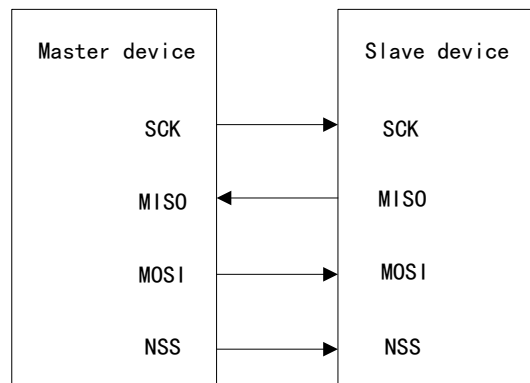 Master device Slave device
SCK SCK
MISO MISO
MOSI MOSI
NSS NSS